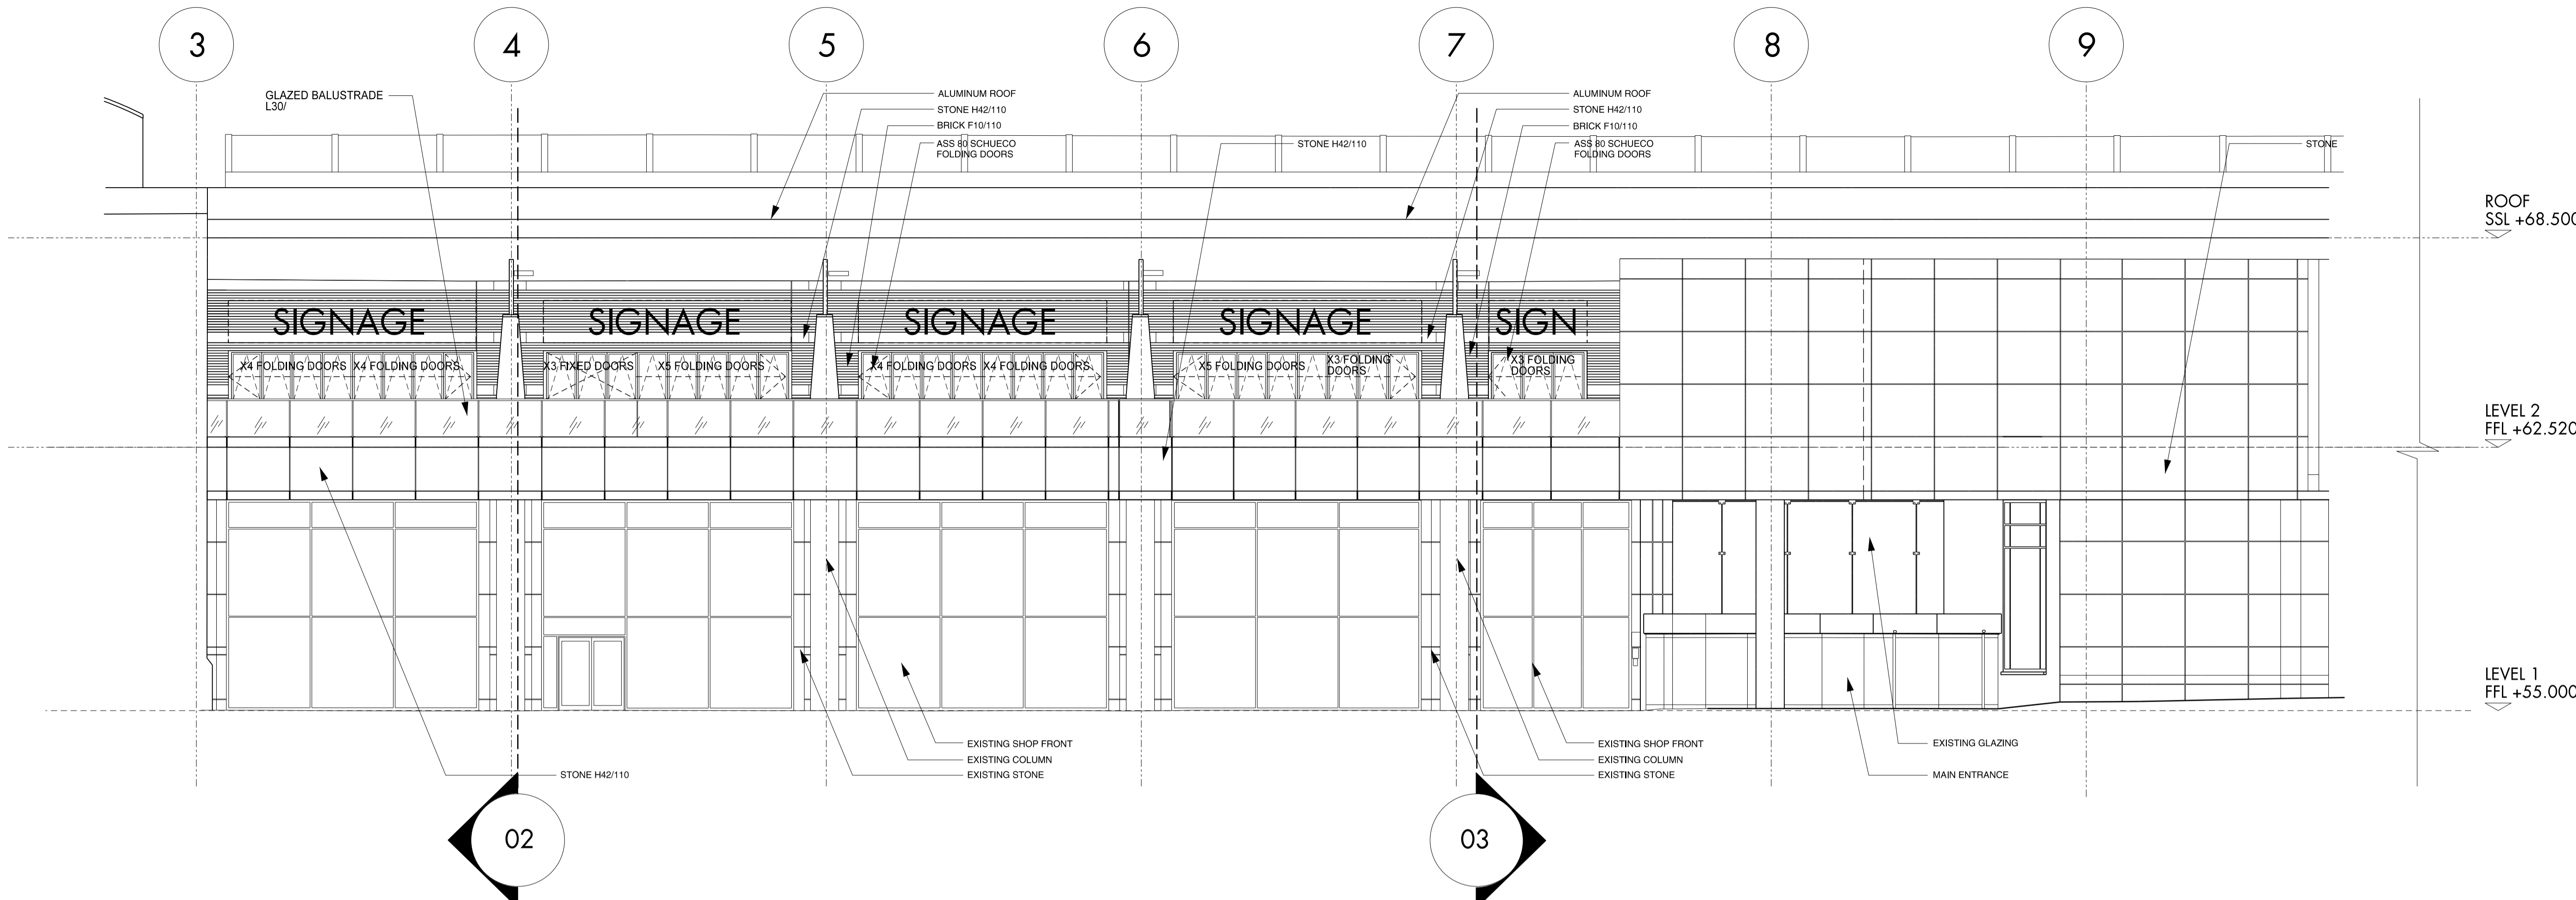 3
4
5
6
7
8
9
GLAZED BALUSTRADE
L30/
ALUMINUM ROOF
STONE H42/110
BRICK F10/110
ASS 80 SCHUECO
FOLDING DOORS
STONE H42/110
ALUMINUM ROOF
STONE H42/110
BRICK F10/110
ASS 80 SCHUECO
FOLDING DOORS
STONE
ROOF
SSL +68.500
SIGNAGE
SIGNAGE
SIGNAGE
SIGNAGE
SIGN
X4 FOLDING DOORS
X4 FOLDING DOORS
X3 FIXED DOORS
X5 FOLDING DOORS
X4 FOLDING DOORS
X4 FOLDING DOORS
X5 FOLDING DOORS
X3 FOLDING
DOORS
X3 FOLDING
DOORS
LEVEL 2
FFL +62.520
LEVEL 1
FFL +55.000
STONE H42/110
EXISTING SHOP FRONT
EXISTING COLUMN
EXISTING STONE
EXISTING SHOP FRONT
EXISTING COLUMN
EXISTING STONE
EXISTING GLAZING
MAIN ENTRANCE
02
03